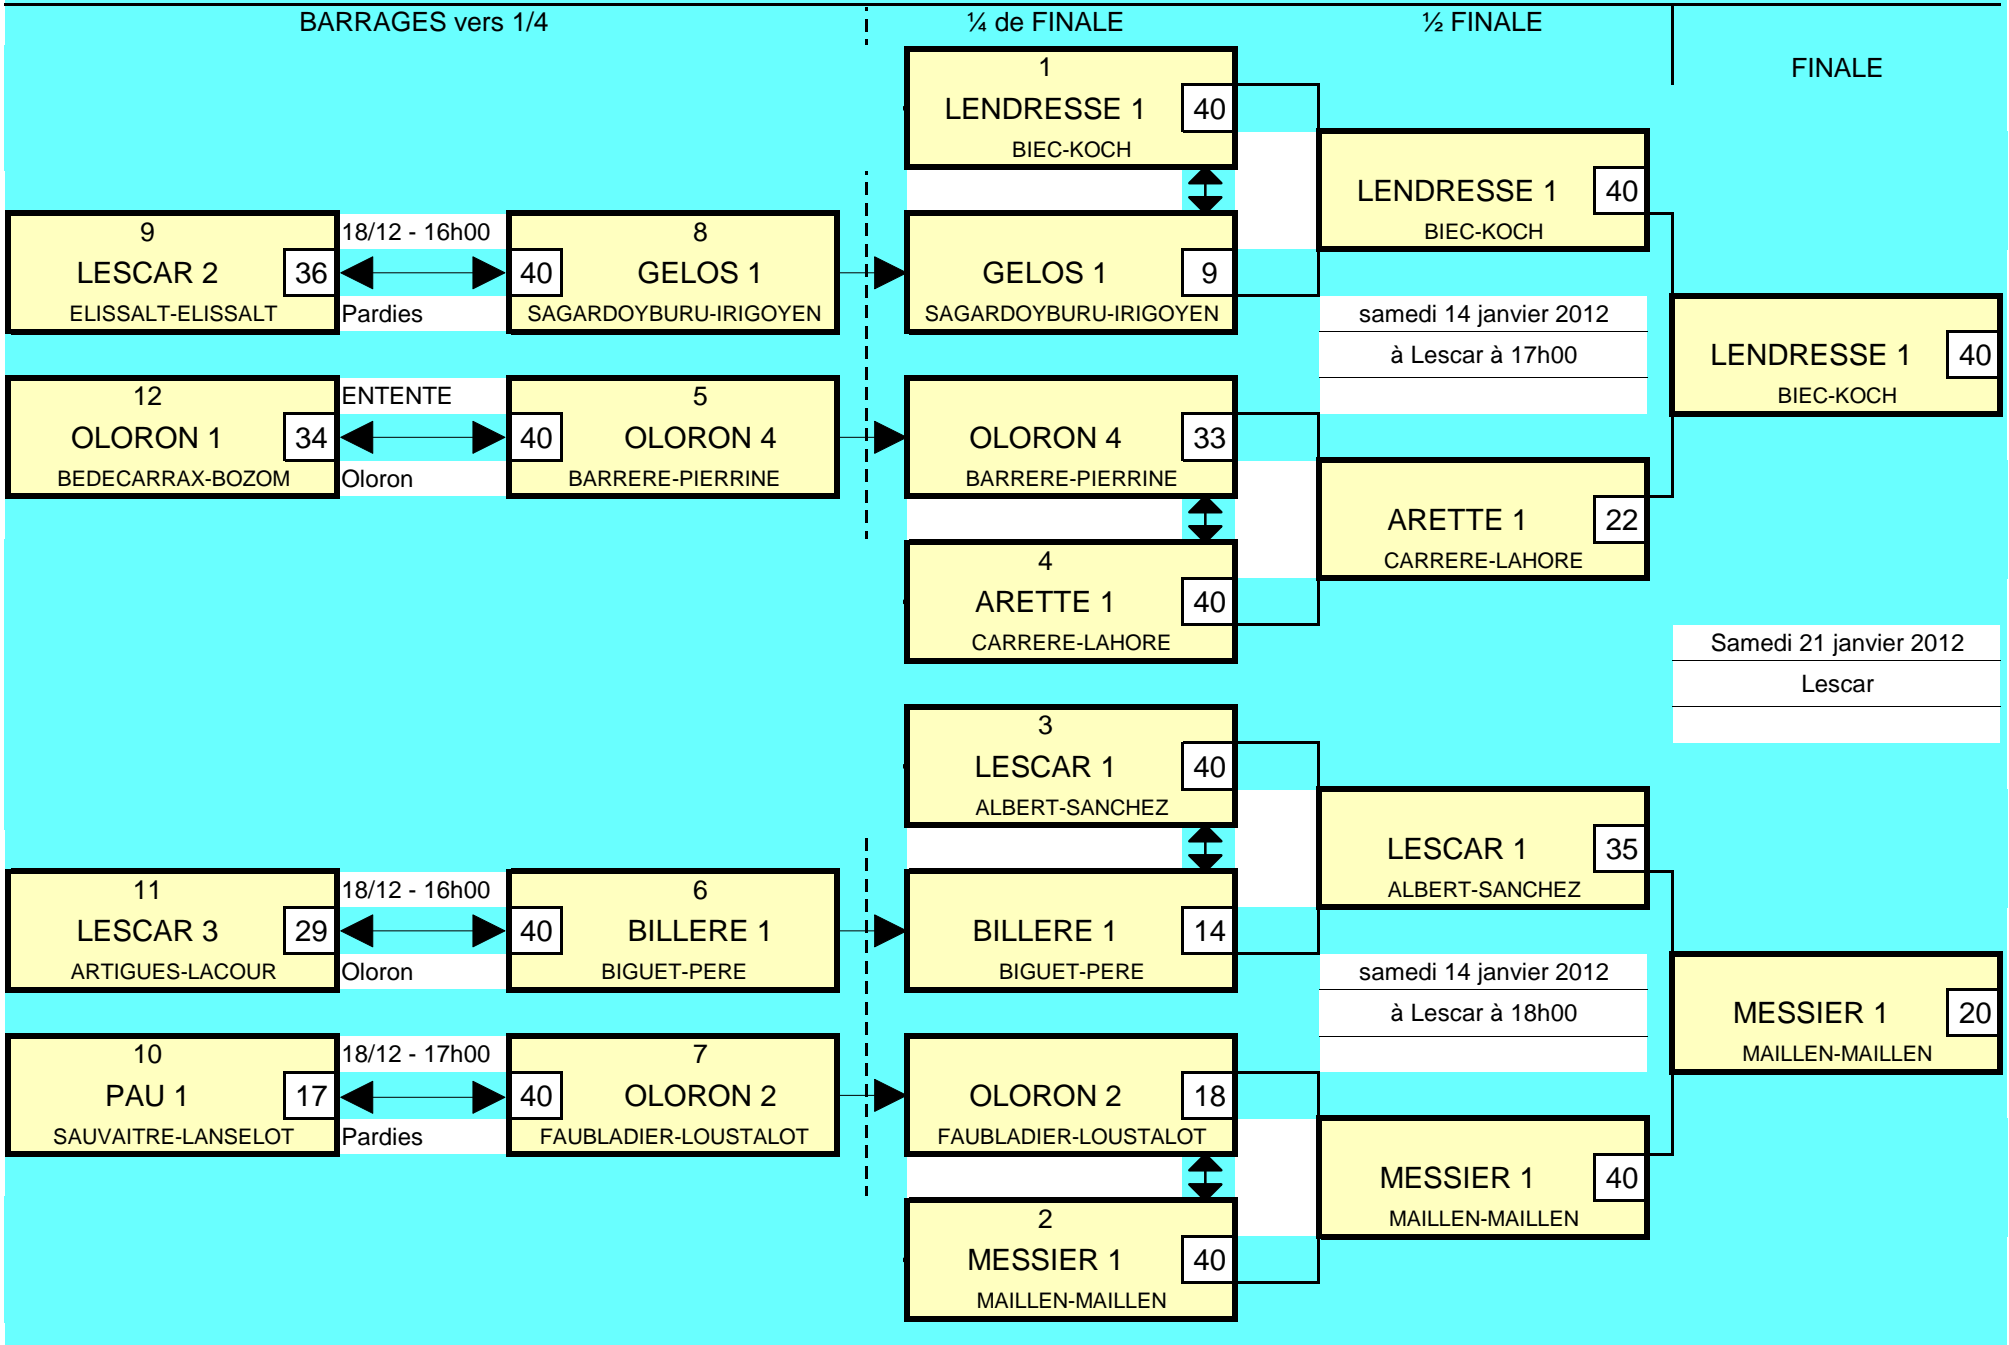 BARRAGES vers 1/4
¼ de FINALE
½ FINALE
FINALE
1
LENDRESSE 1
40
BIEC-KOCH
LENDRESSE 1
40
BIEC-KOCH
9
LESCAR 2
36
ELISSALT-ELISSALT
18/12 - 16h00
Pardies
8
40
GELOS 1
SAGARDOYBURU-IRIGOYEN
GELOS 1
9
SAGARDOYBURU-IRIGOYEN
samedi 14 janvier 2012
à Lescar à 17h00
LENDRESSE 1
40
BIEC-KOCH
12
OLORON 1
34
BEDECARRAX-BOZOM
ENTENTE
Oloron
5
40
OLORON 4
BARRERE-PIERRINE
OLORON 4
33
BARRERE-PIERRINE
ARETTE 1
22
CARRERE-LAHORE
4
ARETTE 1
40
CARRERE-LAHORE
Samedi 21 janvier 2012
Lescar
3
LESCAR 1
40
ALBERT-SANCHEZ
LESCAR 1
35
ALBERT-SANCHEZ
11
LESCAR 3
29
ARTIGUES-LACOUR
18/12 - 16h00
Oloron
6
40
BILLERE 1
BIGUET-PERE
BILLERE 1
14
BIGUET-PERE
samedi 14 janvier 2012
à Lescar à 18h00
MESSIER 1
20
MAILLEN-MAILLEN
10
PAU 1
17
SAUVAITRE-LANSELOT
18/12 - 17h00
Pardies
7
40
OLORON 2
FAUBLADIER-LOUSTALOT
OLORON 2
18
FAUBLADIER-LOUSTALOT
MESSIER 1
40
MAILLEN-MAILLEN
2
MESSIER 1
40
MAILLEN-MAILLEN